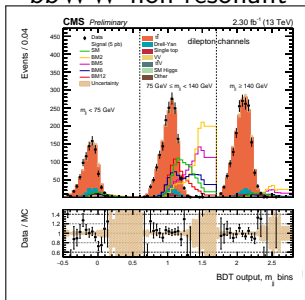 bbWW non-resonant
CMS Preliminary 2.30 fb⁻¹ (13 TeV)
Events / 0.04
450
400
350
300
250
200
150
100
50
dilepton channels
Data
Signal (5 pb)
SM
BM2
BM5
BM6
BM12
Uncertainty
tt̄
Drell-Yan
Single top
VV
tt̄V
SM Higgs
Other
m_jj < 75 GeV
75 GeV ≤ m_jj < 140 GeV
m_jj ≥ 140 GeV
Data / MC
1.4
1.2
1
0.8
0.6
-0.5 0 0.5 1 1.5 2 2.5
BDT output, m_jj bins